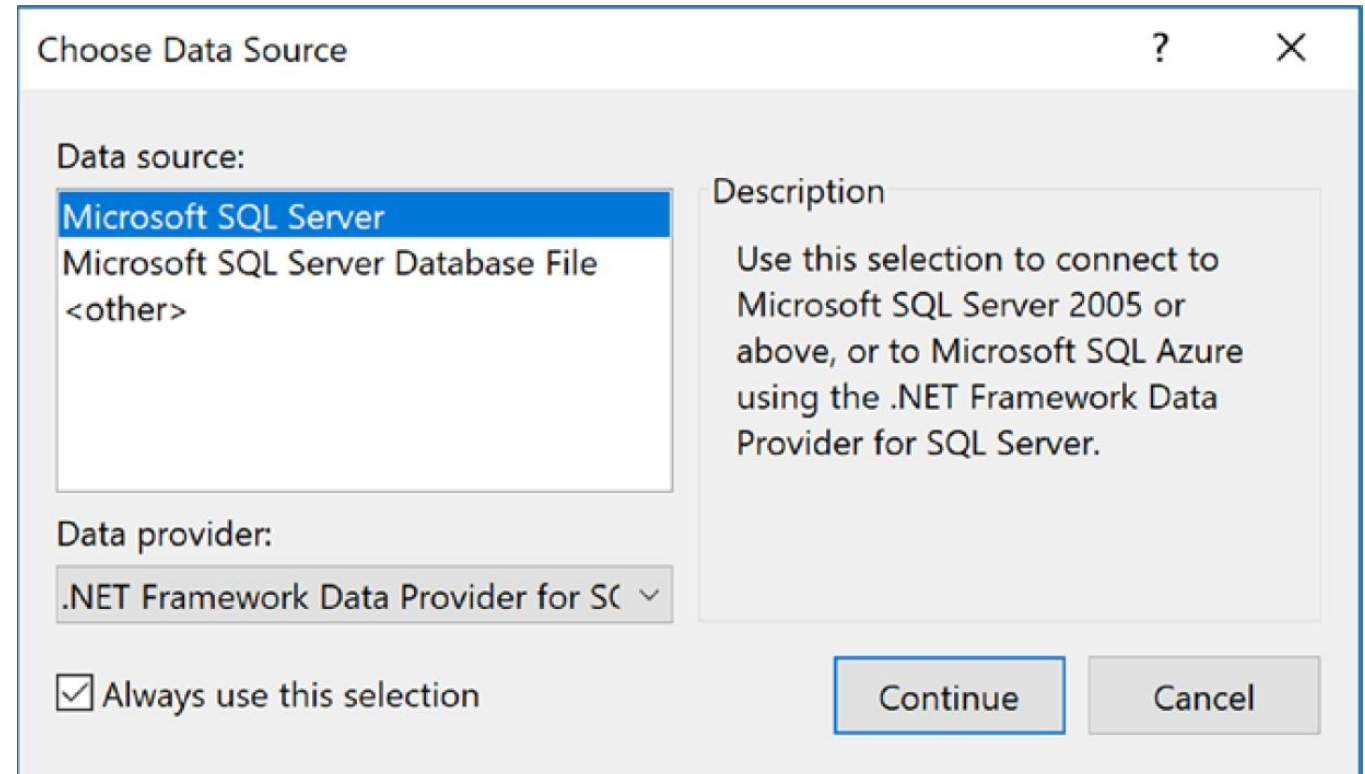 Choose Data Source
?
Data source:
Microsoft SQL Server
Microsoft SQL Server Database File
<other>
Description
Use this selection to connect to
Microsoft SQL Server 2005 or
above, or to Microsoft SQL Azure
using the .NET Framework Data
Provider for SQL Server.
Data provider:
.NET Framework Data Provider for SC
Always use this selection
Continue
Cancel